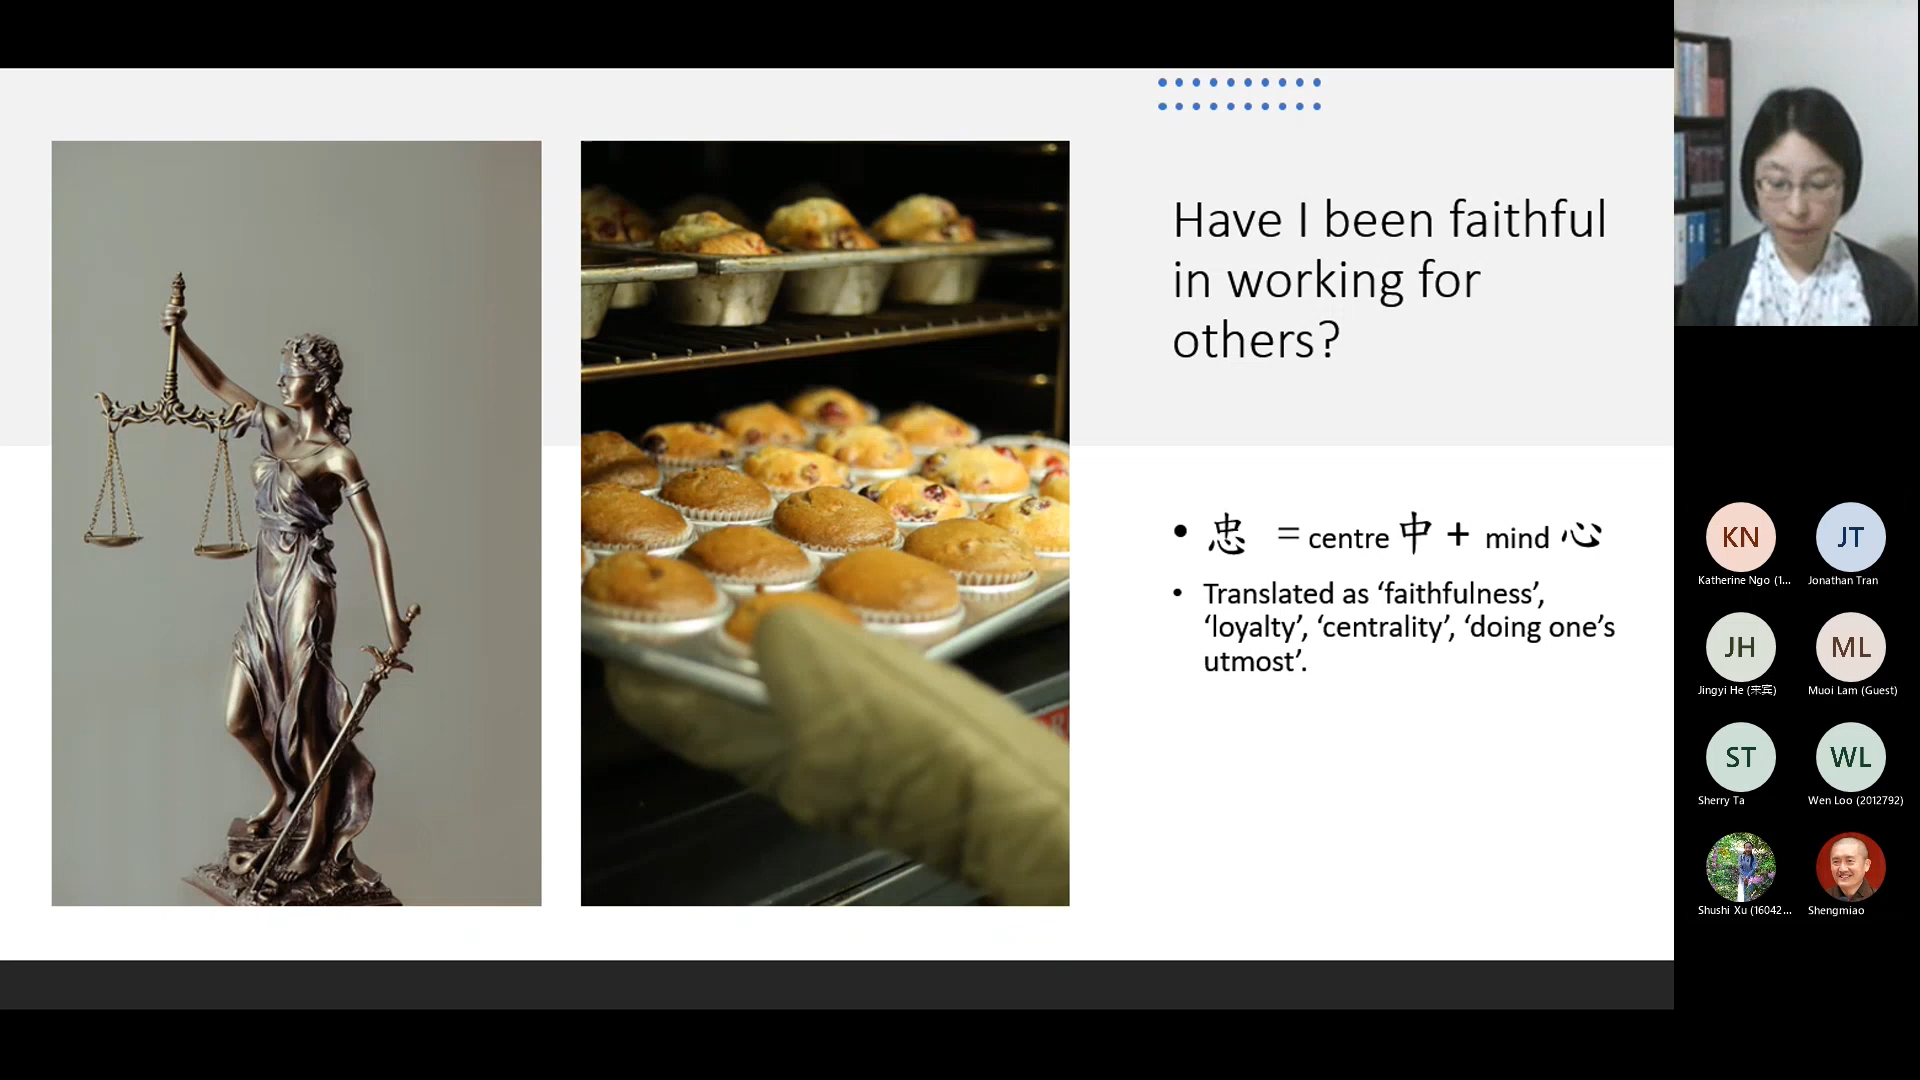 Have I been faithful
in working for
others?
• 忠 = centre 中 + mind 心
• Translated as ‘faithfulness’,
‘loyalty’, ‘centrality’, ‘doing one’s
utmost’.
KN
JT
Katherine Ngo (1...
Jonathan Tran
JH
ML
Jingyi He (来宾)
Muoi Lam (Guest)
ST
WL
Sherry Ta
Wen Loo (2012792)
Shushi Xu (16042...
Shengmiao